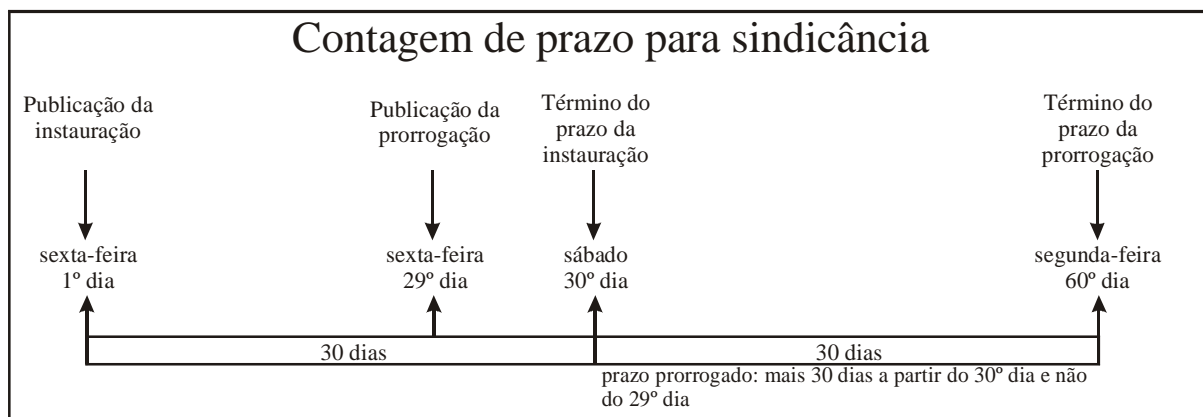 Contagem de prazo para sindicância
Publicação da
instauração
Publicação da
prorrogação
Término do
prazo da
instauração
Término do
prazo da
prorrogação
sexta-feira
1º dia
sexta-feira
29º dia
sábado
30º dia
segunda-feira
60º dia
30 dias
30 dias
prazo prorrogado: mais 30 dias a partir do 30º dia e não
do 29º dia